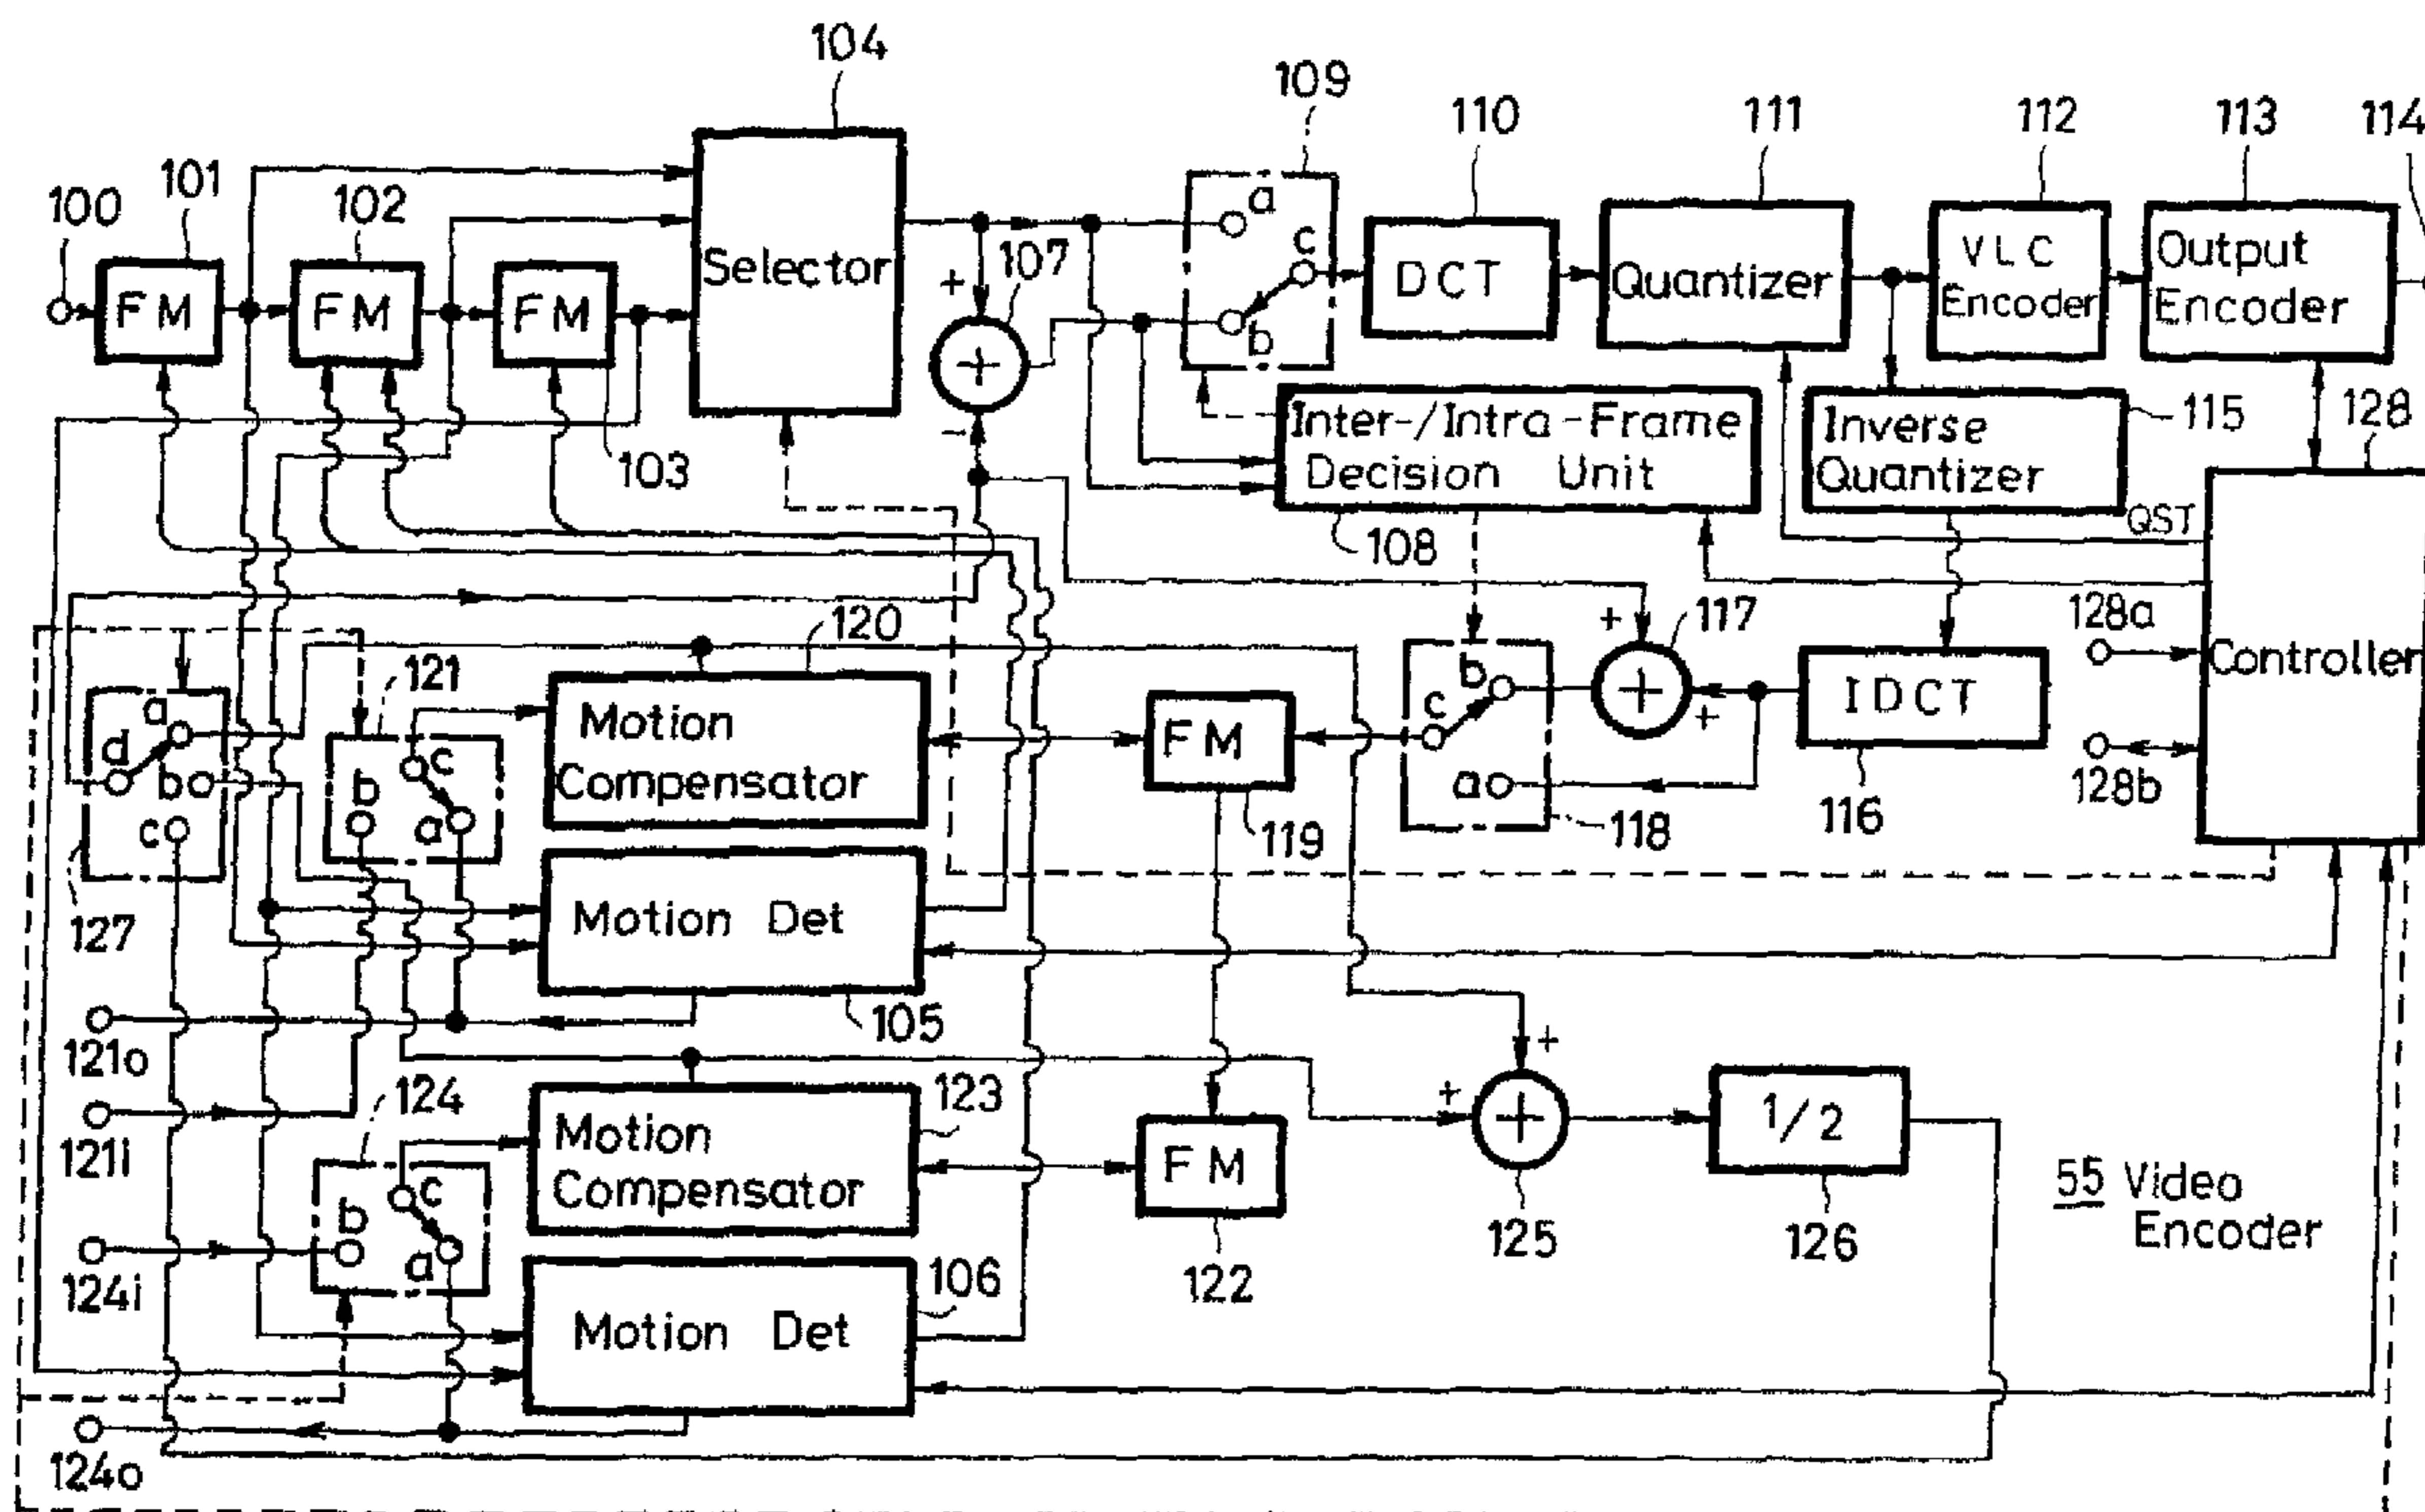 104
109
110
111
112
113
114
101
102
100
FM
FM
FM
Selector
+
107
+
-
a
c
b
DCT
Quantizer
VLC
Encoder
Output
Encoder
103
Inter-/Intra-Frame
Decision Unit
108
Inverse
Quantizer
115
128
QST
120
121
+
117
+
+
128a
Controller
128b
IDCT
116
a
d
b
c
127
c
b
a
Motion
Compensator
FM
119
b
c
a
118
Motion Det
105
121o
121i
124
123
Motion
Compensator
FM
122
+
+
+
125
1/2
126
55 Video
Encoder
c
b
a
124i
106
Motion Det
124o